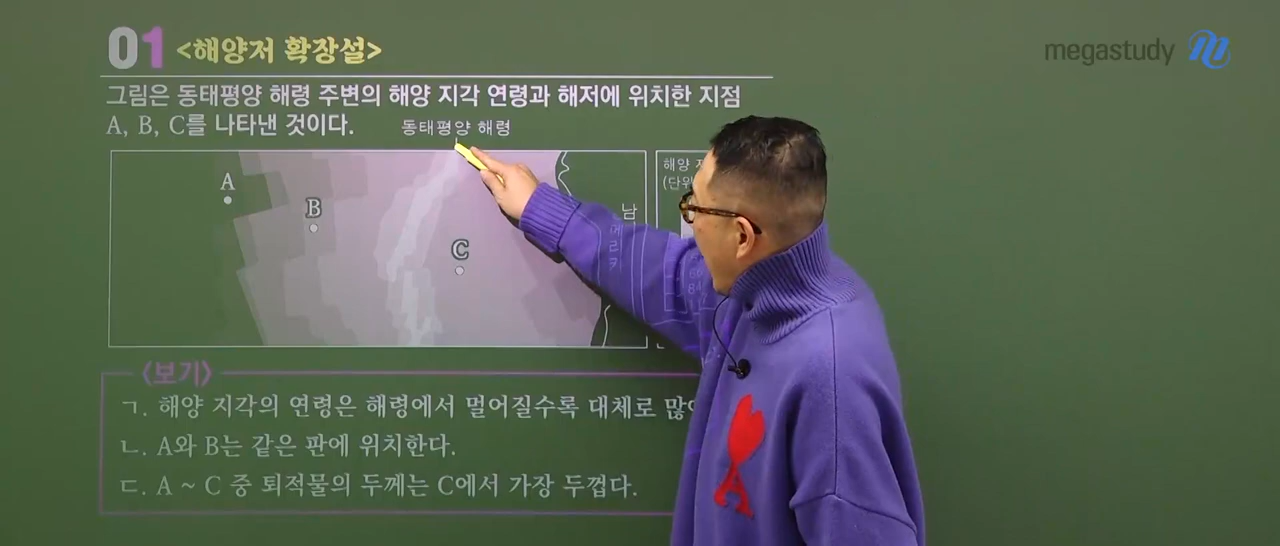 01 <해양저 확장설>
megastudy
그림은 동태평양 해령 주변의 해양 지각 연령과 해저에 위치한 지점
A, B, C를 나타낸 것이다.
동태평양 해령
해양
(단위
A
B
C
남
<보기>
ㄱ. 해양 지각의 연령은 해령에서 멀어질수록 대체로
ㄴ. A와 B는 같은 판에 위치한다.
ㄷ. A ~ C 중 퇴적물의 두께는 C에서 가장 두껍다.